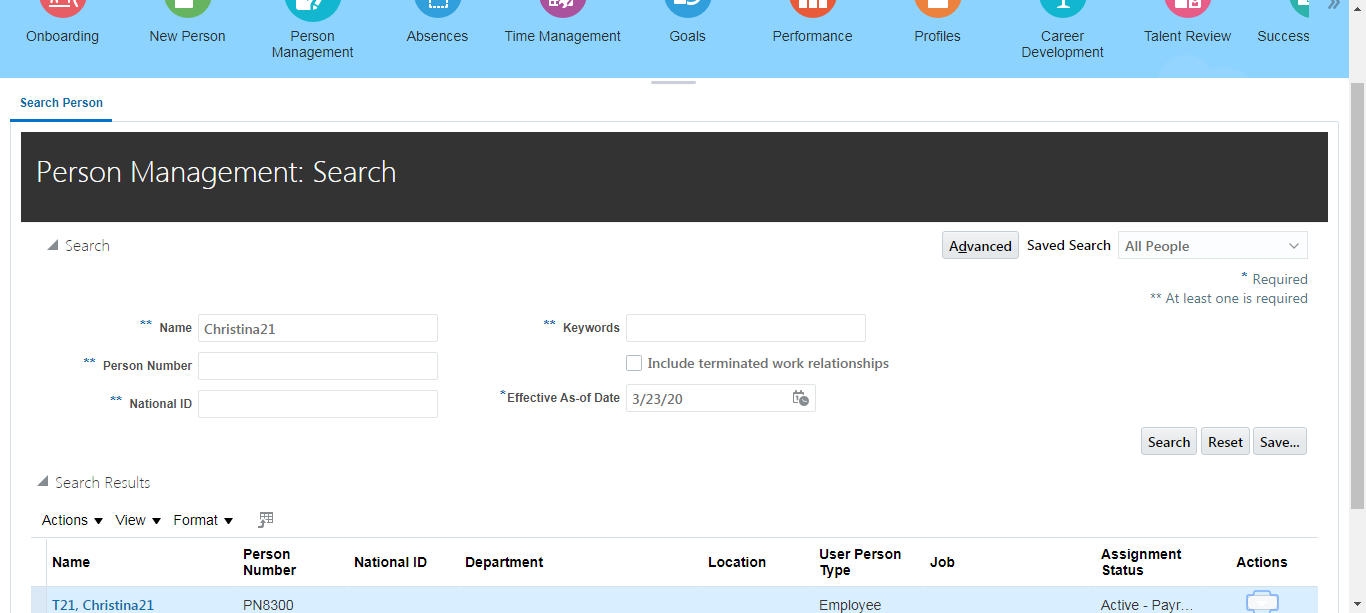 Onboarding New Person Person Management Absences Time Management Goals Performance Profiles Career Development Talent Review Success
Search Person
Person Management: Search
Search Advanced Saved Search All People
* Required
** At least one is required
** Name Christina21 ** Keywords
** Person Number Include terminated work relationships
** National ID *Effective As-of Date 3/23/20
Search Reset Save...
Search Results
Actions View Format
Name Person Number National ID Department Location User Person Type Job Assignment Status Actions
T21, Christina21 PN8300 Employee Active - Payr...